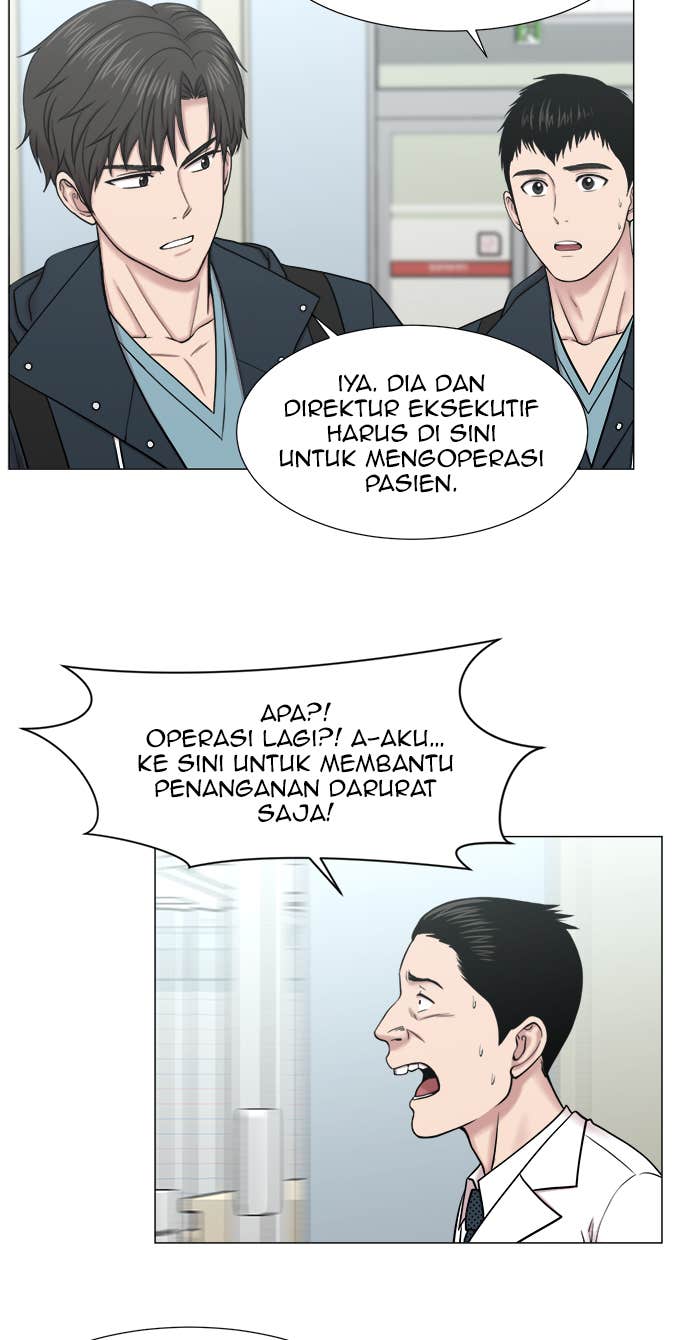 IYA. DIA DAN
DIREKTUR EKSEKUTIF
HARUS DI SINI
UNTUK MENGOPERASI
PASIEN.
APA?!
OPERASI LAGI?! A-AKU...
KE SINI UNTUK MEMBANTU
PENANGANAN DARURAT
SAJA!